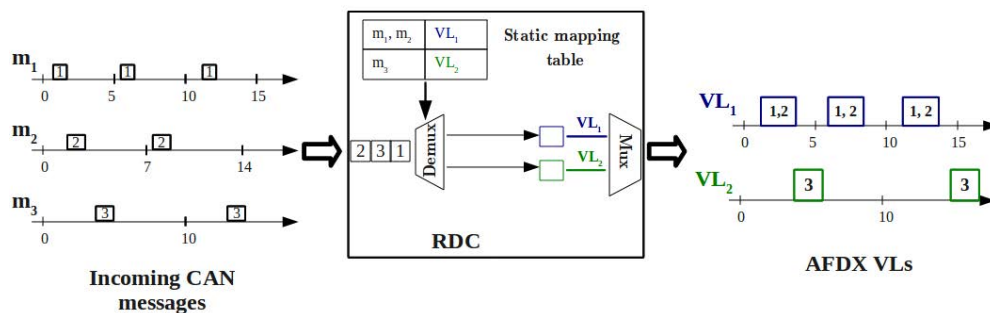 m1
1 1 1
0 5 10 15
m2
2 2
0 7 14
m3
3 3
0 10
Incoming CAN
messages
m1, m2 VL1
m3 VL2
Static mapping
table
2 3 1
Demux
VL1
VL2
Mux
RDC
VL1
1,2 1, 2 1, 2
0 5 10 15
VL2
3 3
0 10
AFDX VLs